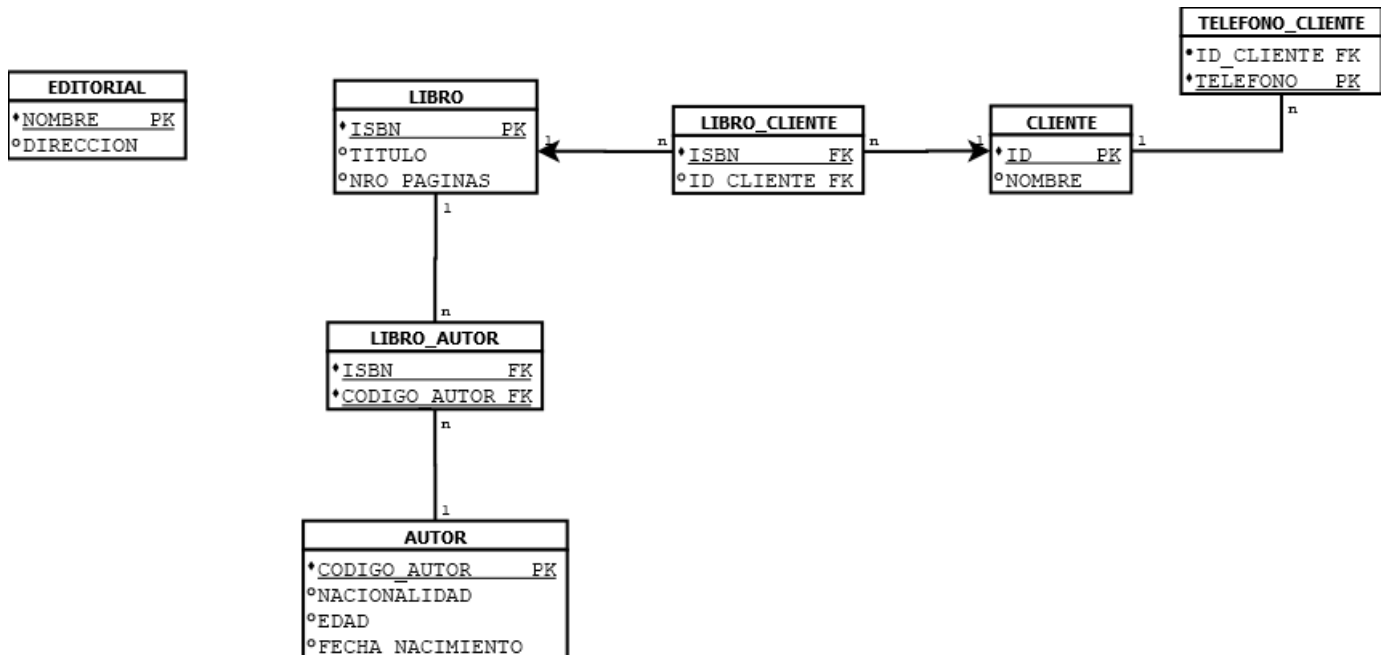 EDITORIAL
NOMBRE PK
DIRECCION
LIBRO
ISBN PK
TITULO
NRO PAGINAS
1
n
LIBRO_CLIENTE
ISBN FK
ID CLIENTE FK
n
1
CLIENTE
ID PK
NOMBRE
1
TELEFONO_CLIENTE
ID_CLIENTE FK
TELEFONO PK
n
1
n
LIBRO_AUTOR
ISBN FK
CODIGO AUTOR FK
n
1
AUTOR
CODIGO_AUTOR PK
NACIONALIDAD
EDAD
FECHA NACIMIENTO